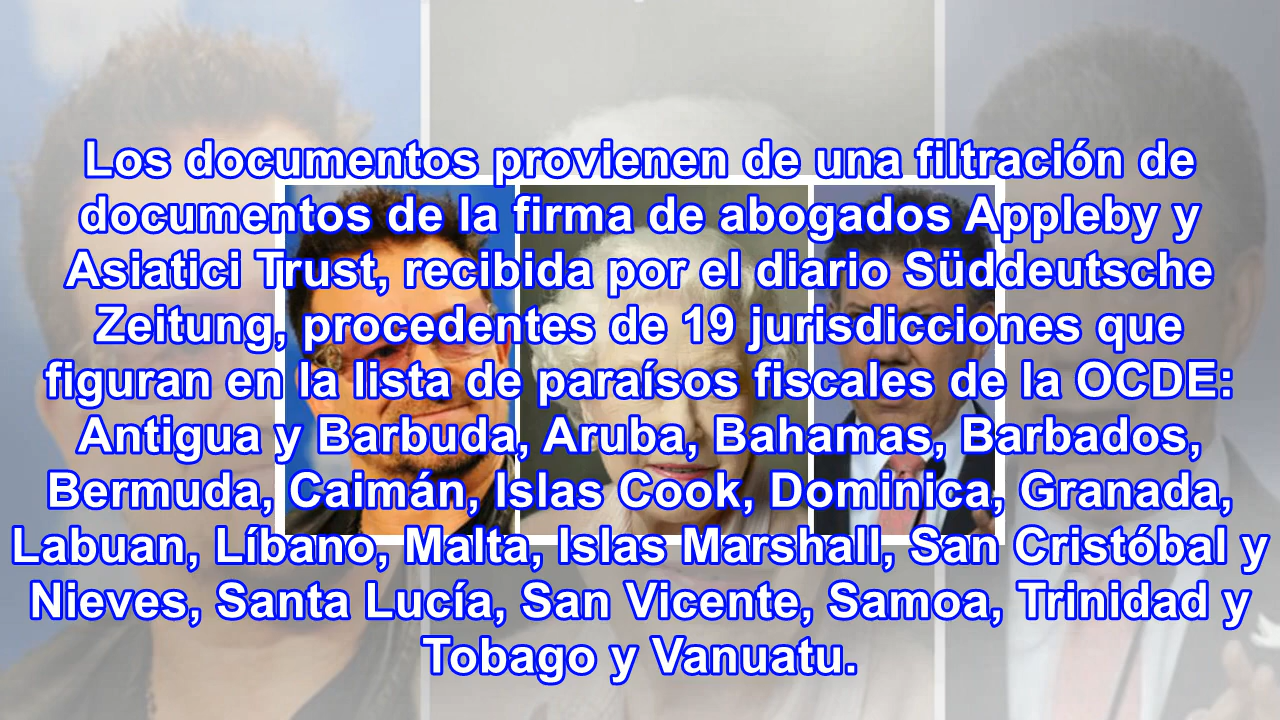 Los documentos provienen de una filtración de
documentos de la firma de abogados Appleby y
Asiatici Trust, recibida por el diario Süddeutsche
Zeitung, procedentes de 19 jurisdicciones que
figuran en la lista de paraísos fiscales de la OCDE:
Antigua y Barbuda, Aruba, Bahamas, Barbados,
Bermuda, Caimán, Islas Cook, Dominica, Granada,
Labuan, Líbano, Malta, Islas Marshall, San Cristóbal y
Nieves, Santa Lucía, San Vicente, Samoa, Trinidad y
Tobago y Vanuatu.